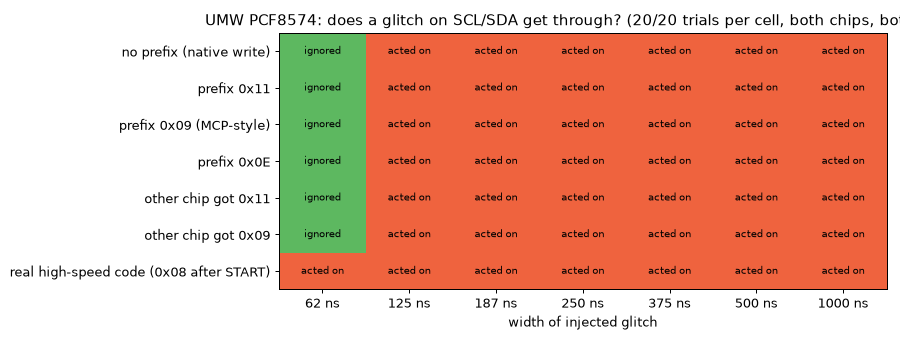 UMW PCF8574: does a glitch on SCL/SDA get through? (20/20 trials per cell, both chips,
no prefix (native write) ignored acted on acted on acted on acted on acted on acted on
prefix 0x11 ignored acted on acted on acted on acted on acted on acted on
prefix 0x09 (MCP-style) ignored acted on acted on acted on acted on acted on acted on
prefix 0x0E ignored acted on acted on acted on acted on acted on acted on
other chip got 0x11 ignored acted on acted on acted on acted on acted on acted on
other chip got 0x09 ignored acted on acted on acted on acted on acted on acted on
real high-speed code (0x08 after START) acted on acted on acted on acted on acted on acted on acted on
62 ns 125 ns 187 ns 250 ns 375 ns 500 ns 1000 ns
width of injected glitch